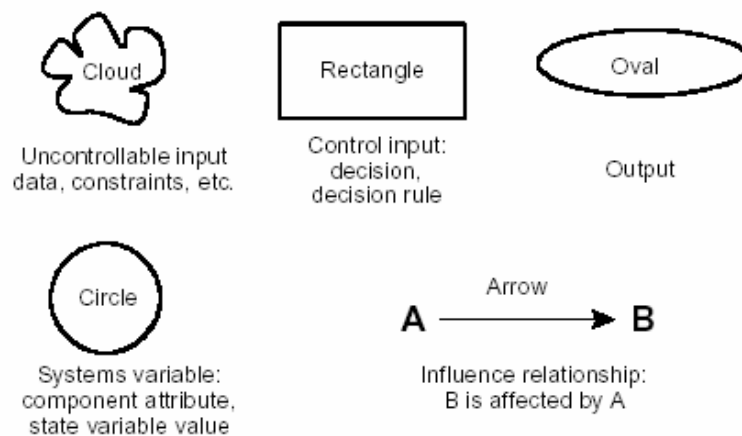 Cloud
Rectangle
Oval
Uncontrollable input
data, constraints, etc.
Control input:
decision,
decision rule
Output
Circle
Arrow
A B
Systems variable:
component attribute,
state variable value
Influence relationship:
B is affected by A